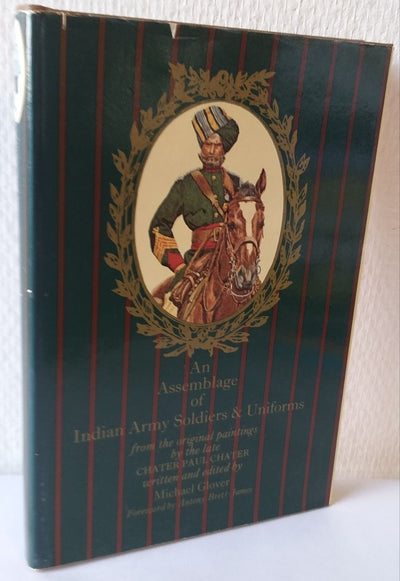 An
Assemblage
of
Indian Army Soldiers & Uniforms
from the original paintings
by the late
CHATER PAUL CHATER
written and edited by
Michael Glover
Foreword by Antony Brett-James